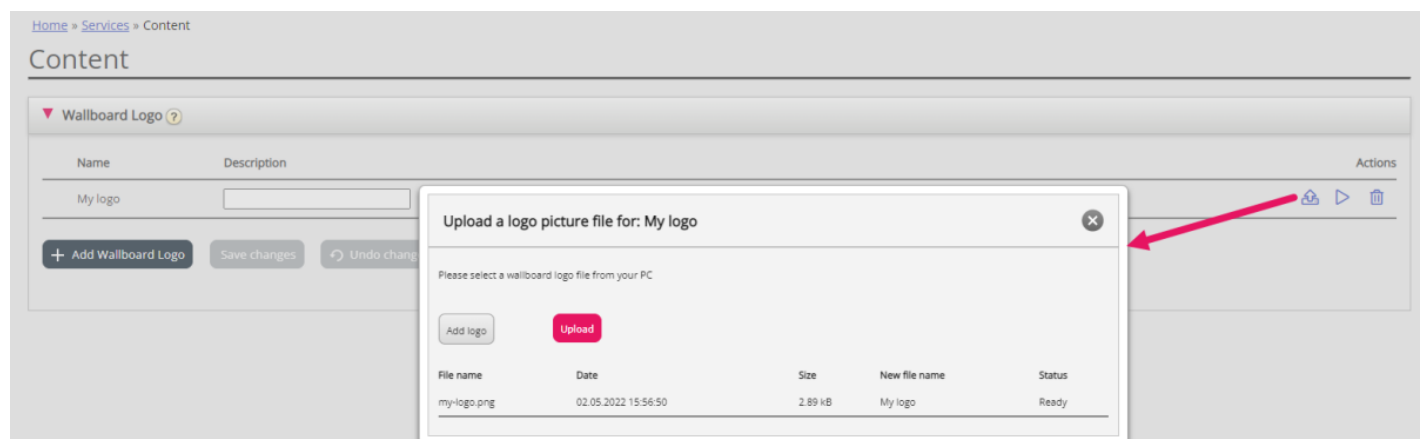 Home » Services » Content
Content
Wallboard Logo ?
Name Description Actions
My logo
+ Add Wallboard Logo Save changes Undo chang
Upload a logo picture file for: My logo
Please select a wallboard logo file from your PC
Add logo Upload
File name Date Size New file name Status
my-logo.png 02.05.2022 15:56:50 2.89 kB My logo Ready